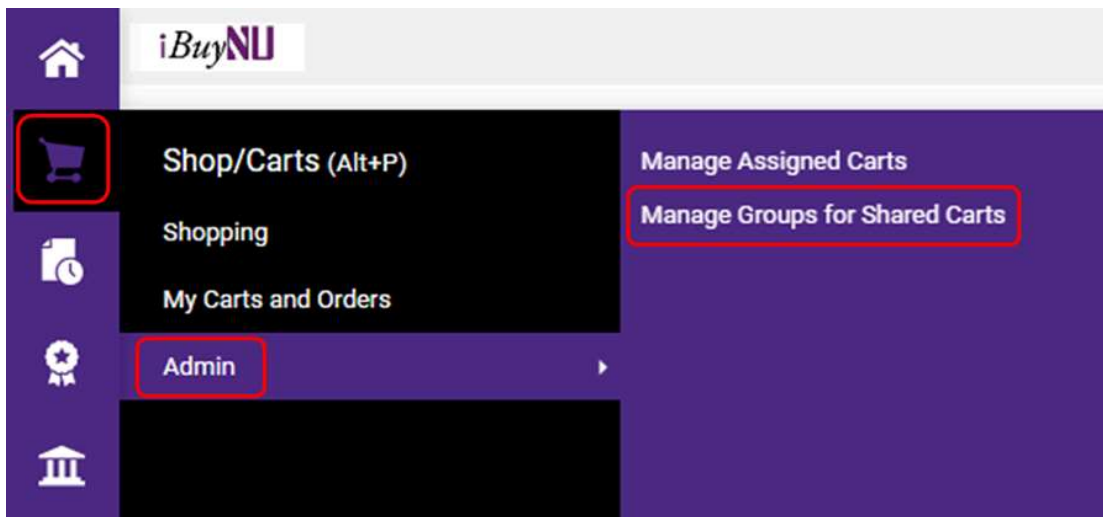 iBuyNU
Shop/Carts (Alt+P)
Shopping
My Carts and Orders
Admin
Manage Assigned Carts
Manage Groups for Shared Carts